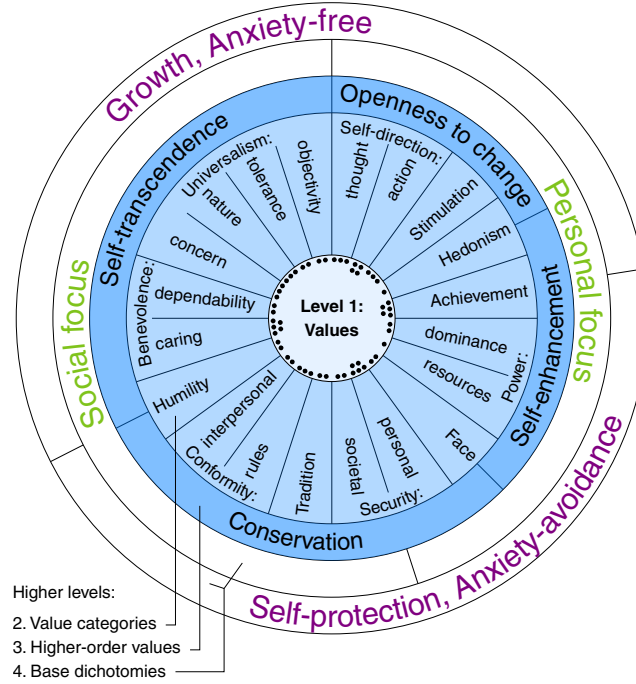 Growth, Anxiety-free
Openness to change
Self-transcendence
Self-direction:
thought
action
Universalism:
nature
tolerance
objectivity
Stimulation
Personal focus
Hedonism
concern
Social focus
Benevolence:
dependability
Level 1:
Values
Achievement
caring
dominance
resources
Power:
Self-enhancement
Humility
interpersonal
rules
Conformity:
Tradition
societal
personal
Security:
Face
Conservation
Self-protection, Anxiety-avoidance
Higher levels:
2. Value categories
3. Higher-order values
4. Base dichotomies